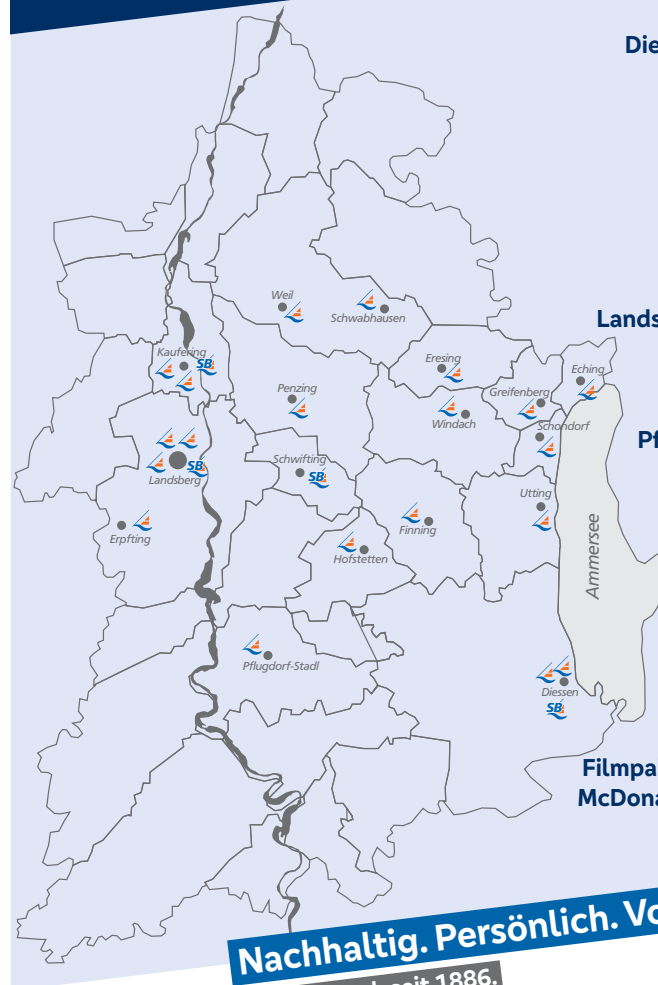 Die
Weil
Schwabhausen
Lands
Kaufering
SB
Eresing
Eching
Penzing
Greifenberg
Windach
Schondorf
Pf
Schwifting
SB
SB
Landsberg
Utting
Erpfting
Finning
Hofstetten
Ammersee
Pflugdorf-Stadl
Diessen
SB
Filmpa
McDona
Nachhaltig. Persönlich. Vo
seit 1886.